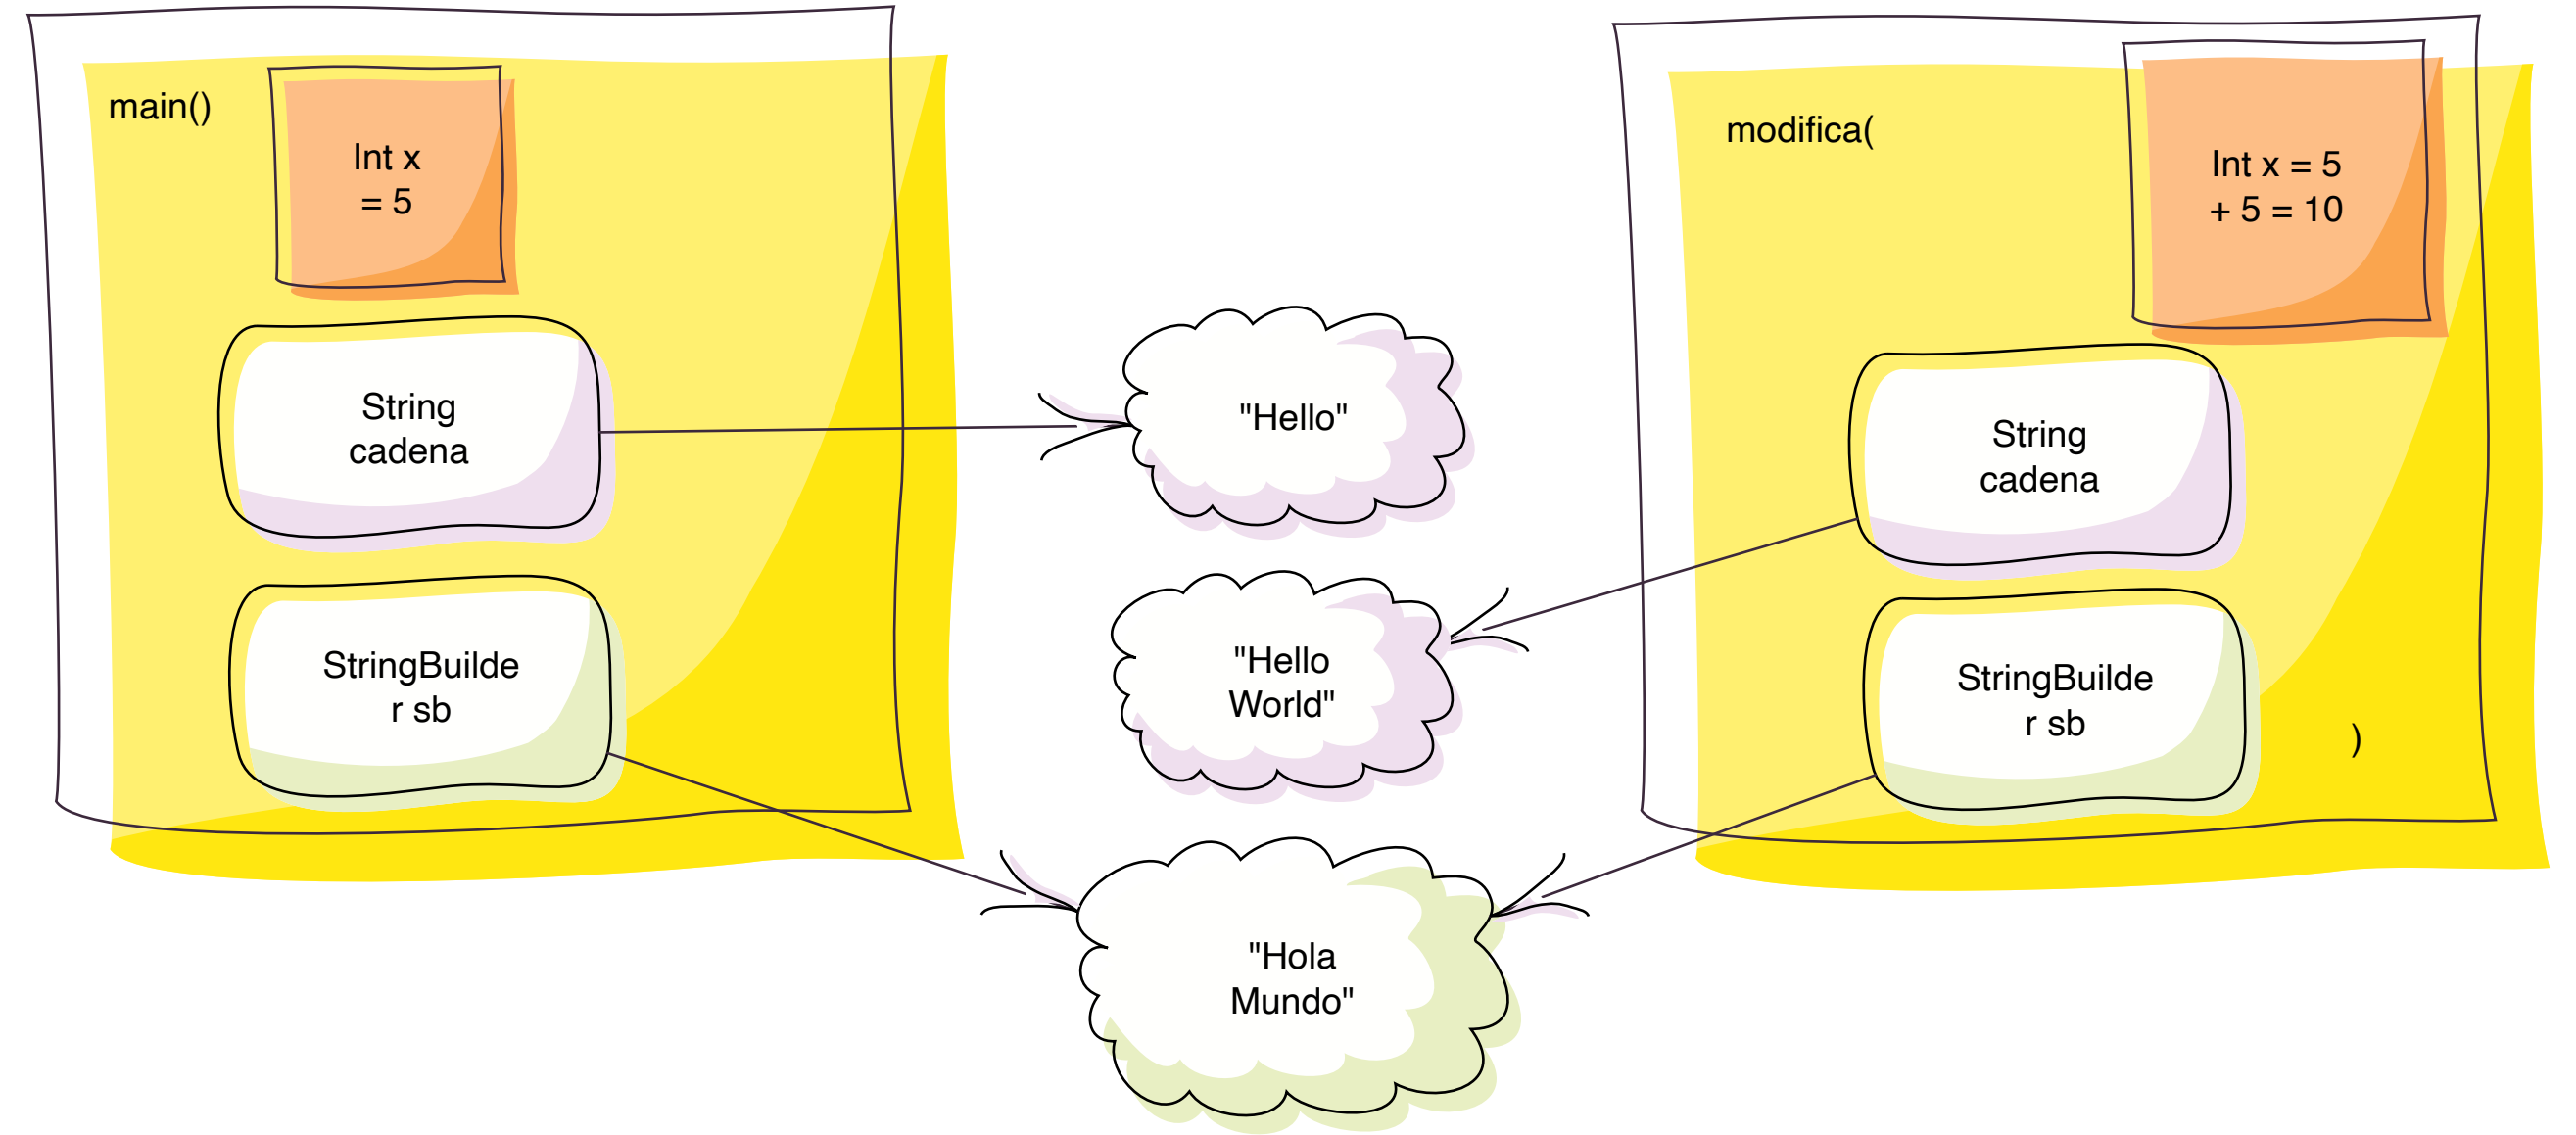 main()
Int x
= 5
String
cadena
StringBuilde
r sb
"Hello"
"Hello
World"
"Hola
Mundo"
modifica(
Int x = 5
+ 5 = 10
String
cadena
StringBuilde
r sb
)